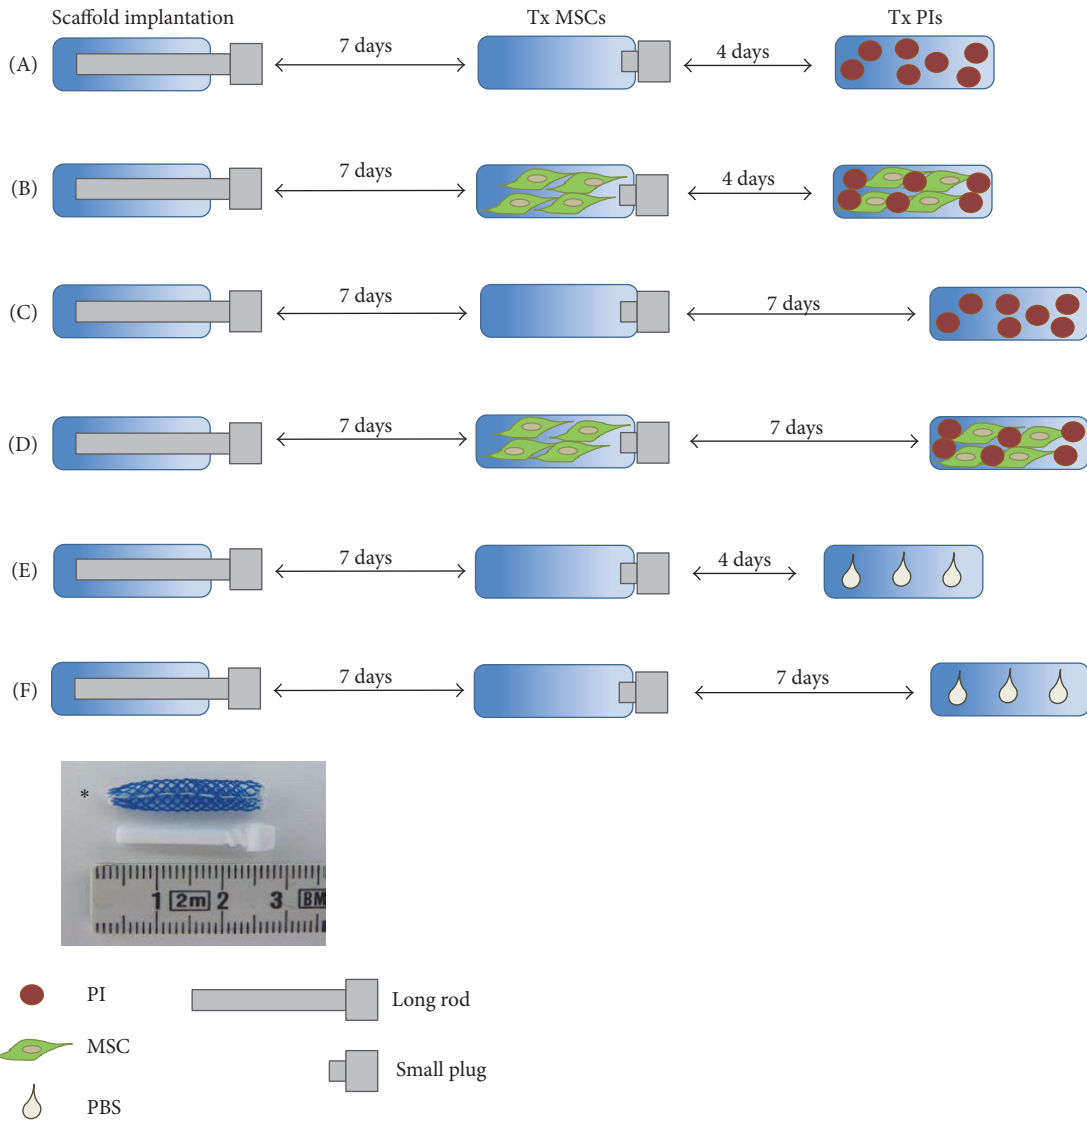 Scaffold implantation Tx MSCs Tx PIs
(A) 7 days 4 days
(B) 7 days 4 days
(C) 7 days 7 days
(D) 7 days 7 days
(E) 7 days 4 days
(F) 7 days 7 days
*
1 2m 2 3 BM
PI Long rod
MSC
Small plug
PBS